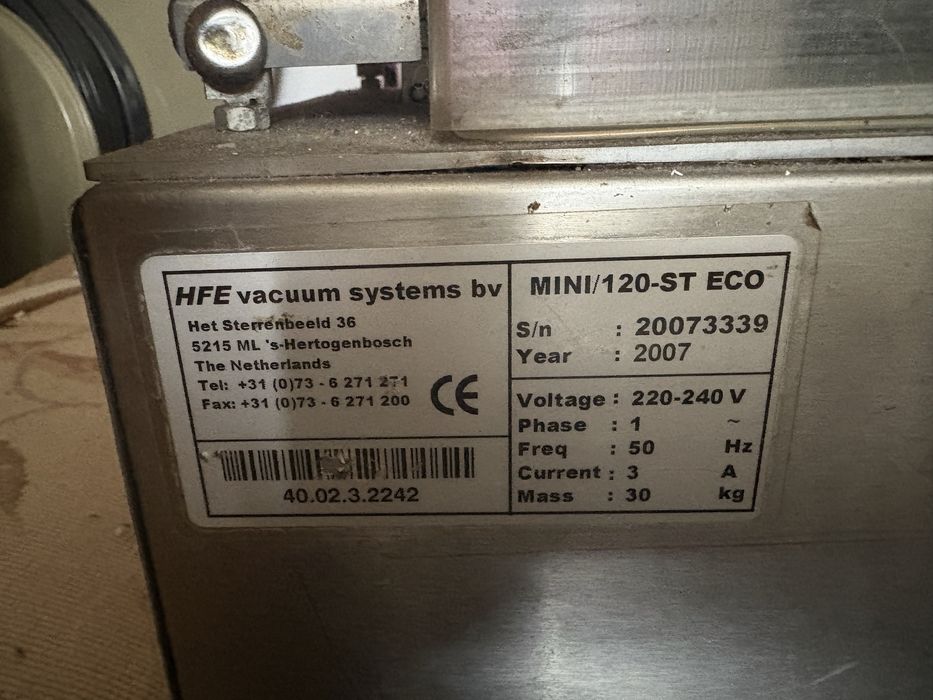 HFE vacuum systems bv
Het Sterrenbeeld 36
5215 ML 's-Hertogenbosch
The Netherlands
Tel: +31 (0)73 - 6 271 271
Fax: +31 (0)73 - 6 271 200
CE
40.02.3.2242
MINI/120-ST ECO
S/n : 20073339
Year : 2007
Voltage : 220-240 V
Phase : 1 ~
Freq : 50 Hz
Current : 3 A
Mass : 30 kg